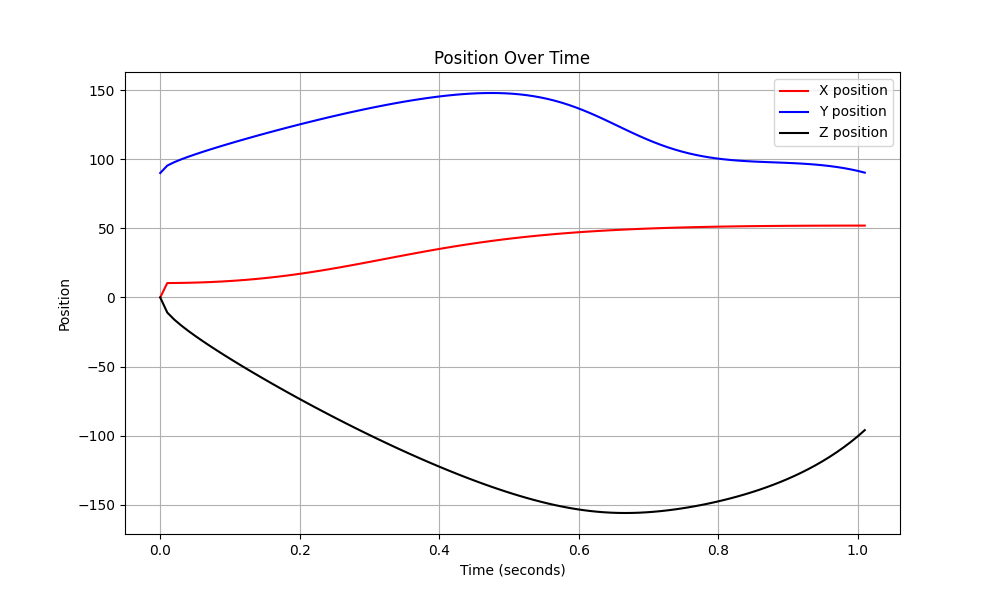 Position Over Time
X position
Y position
Z position
150
100
50
0
−50
−100
−150
Position
0.0 0.2 0.4 0.6 0.8 1.0
Time (seconds)